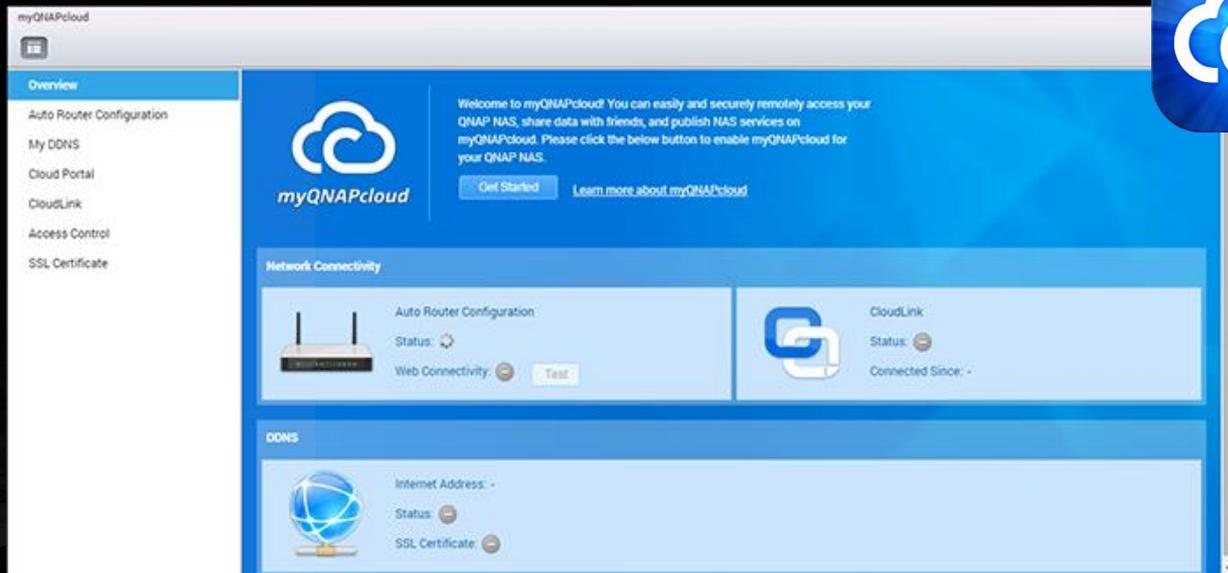 myQNAPcloud
Overview
Auto Router Configuration
My DDNS
Cloud Portal
CloudLink
Access Control
SSL Certificate
myQNAPcloud
Welcome to myQNAPcloud! You can easily and securely remotely access your
QNAP NAS, share data with friends, and publish NAS services on
myQNAPcloud. Please click the below button to enable myQNAPcloud for
your QNAP NAS.
Get Started
Learn more about myQNAPcloud
Network Connectivity
Auto Router Configuration
Status:
Web Connectivity:
Test
CloudLink
Status:
Connected Since: -
DDNS
Internet Address: -
Status:
SSL Certificate: